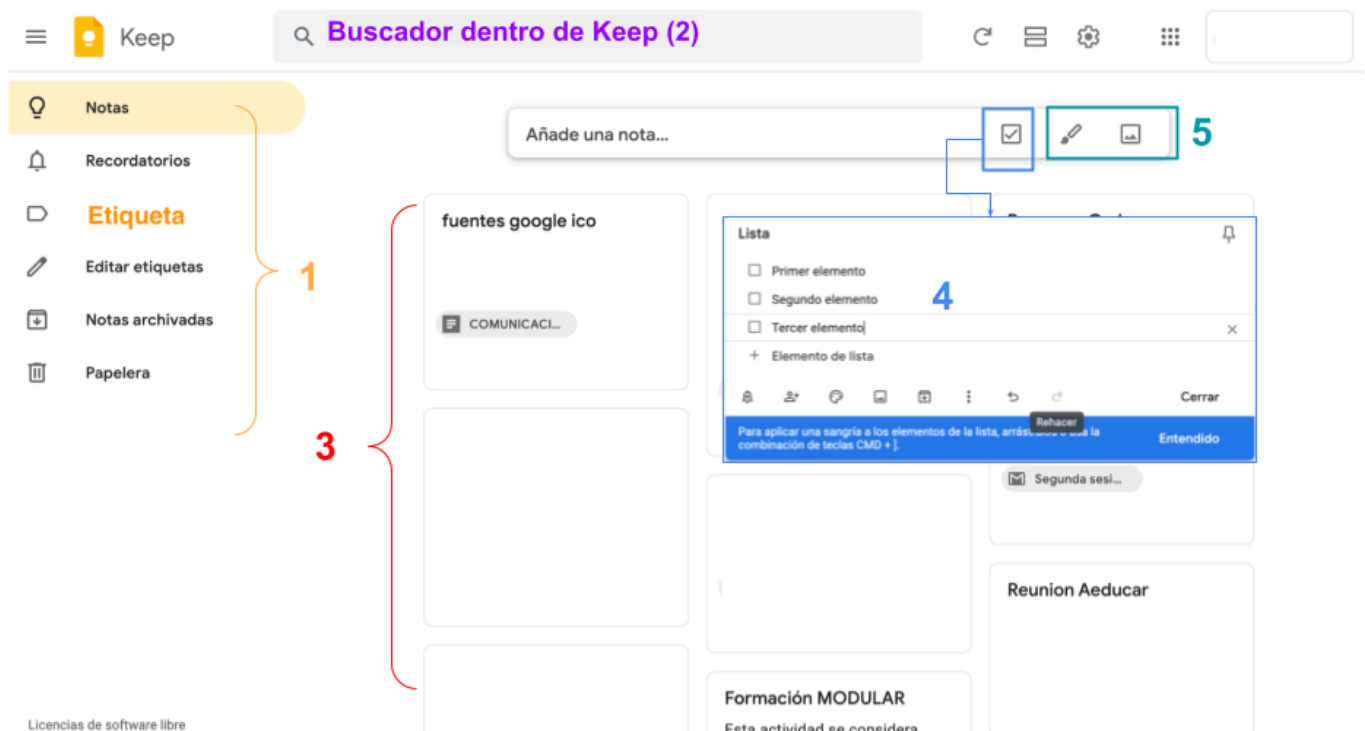 Keep
Buscador dentro de Keep (2)
Notas
Recordatorios
Etiqueta
Editar etiquetas
Notas archivadas
Papelera
1
Añade una nota...
5
3
fuentes google ico
COMUNICACI...
Lista
Primer elemento
Segundo elemento
4
Tercer elemento
Elemento de lista
Cerrar
Rehacer
Para aplicar una sangría a los elementos de la lista, usa la
combinación de teclas CMD + ].
Entendido
Segunda sesi...
Reunion Aeducar
Formación MODULAR
Esta actividad se considera
Licencias de software libre